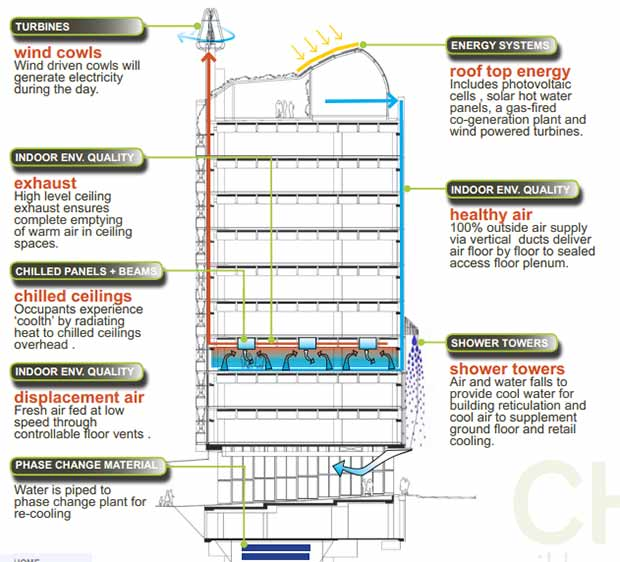 TURBINES
wind cowls
Wind driven cowls will
generate electricity
during the day.
INDOOR ENV. QUALITY
exhaust
High level ceiling
exhaust ensures
complete emptying
of warm air in ceiling
spaces.
CHILLED PANELS + BEAMS
chilled ceilings
Occupants experience
'coolth' by radiating
heat to chilled ceilings
overhead .
INDOOR ENV. QUALITY
displacement air
Fresh air fed at low
speed through
controllable floor vents .
PHASE CHANGE MATERIAL
Water is piped to
phase change plant for
re-cooling
ENERGY SYSTEMS
roof top energy
Includes photovoltaic
cells , solar hot water
panels, a gas-fired
co-generation plant and
wind powered turbines.
INDOOR ENV. QUALITY
healthy air
100% outside air supply
via vertical ducts deliver
air floor by floor to sealed
access floor plenum.
SHOWER TOWERS
shower towers
Air and water falls to
provide cool water for
building reticulation and
cool air to supplement
ground floor and retail
cooling.
CH
HOME